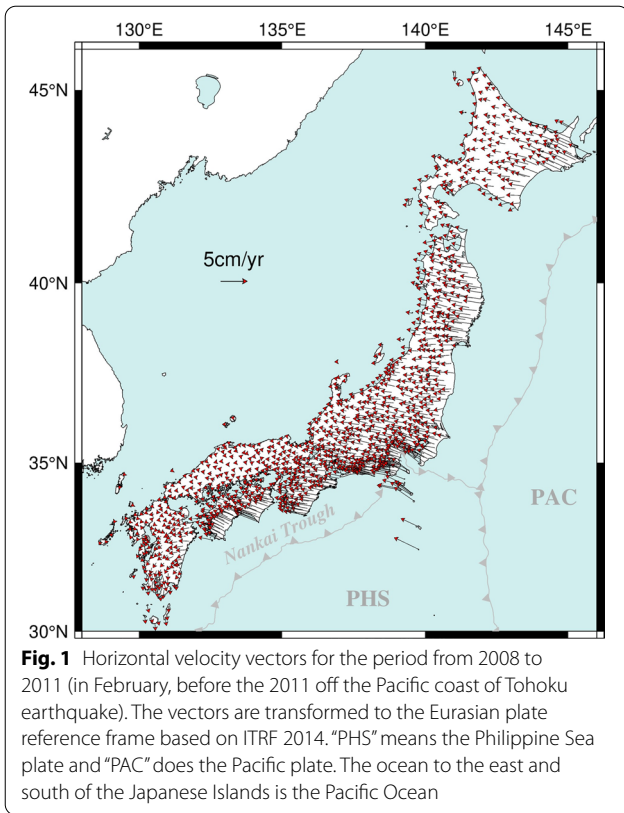 130°E 135°E 140°E 145°E
45°N
5cm/yr
40°N
35°N
PAC
Nankai Trough
PHS
30°N
Fig. 1 Horizontal velocity vectors for the period from 2008 to
2011 (in February, before the 2011 off the Pacific coast of Tohoku
earthquake). The vectors are transformed to the Eurasian plate
reference frame based on ITRF 2014. “PHS” means the Philippine Sea
plate and “PAC” does the Pacific plate. The ocean to the east and
south of the Japanese Islands is the Pacific Ocean